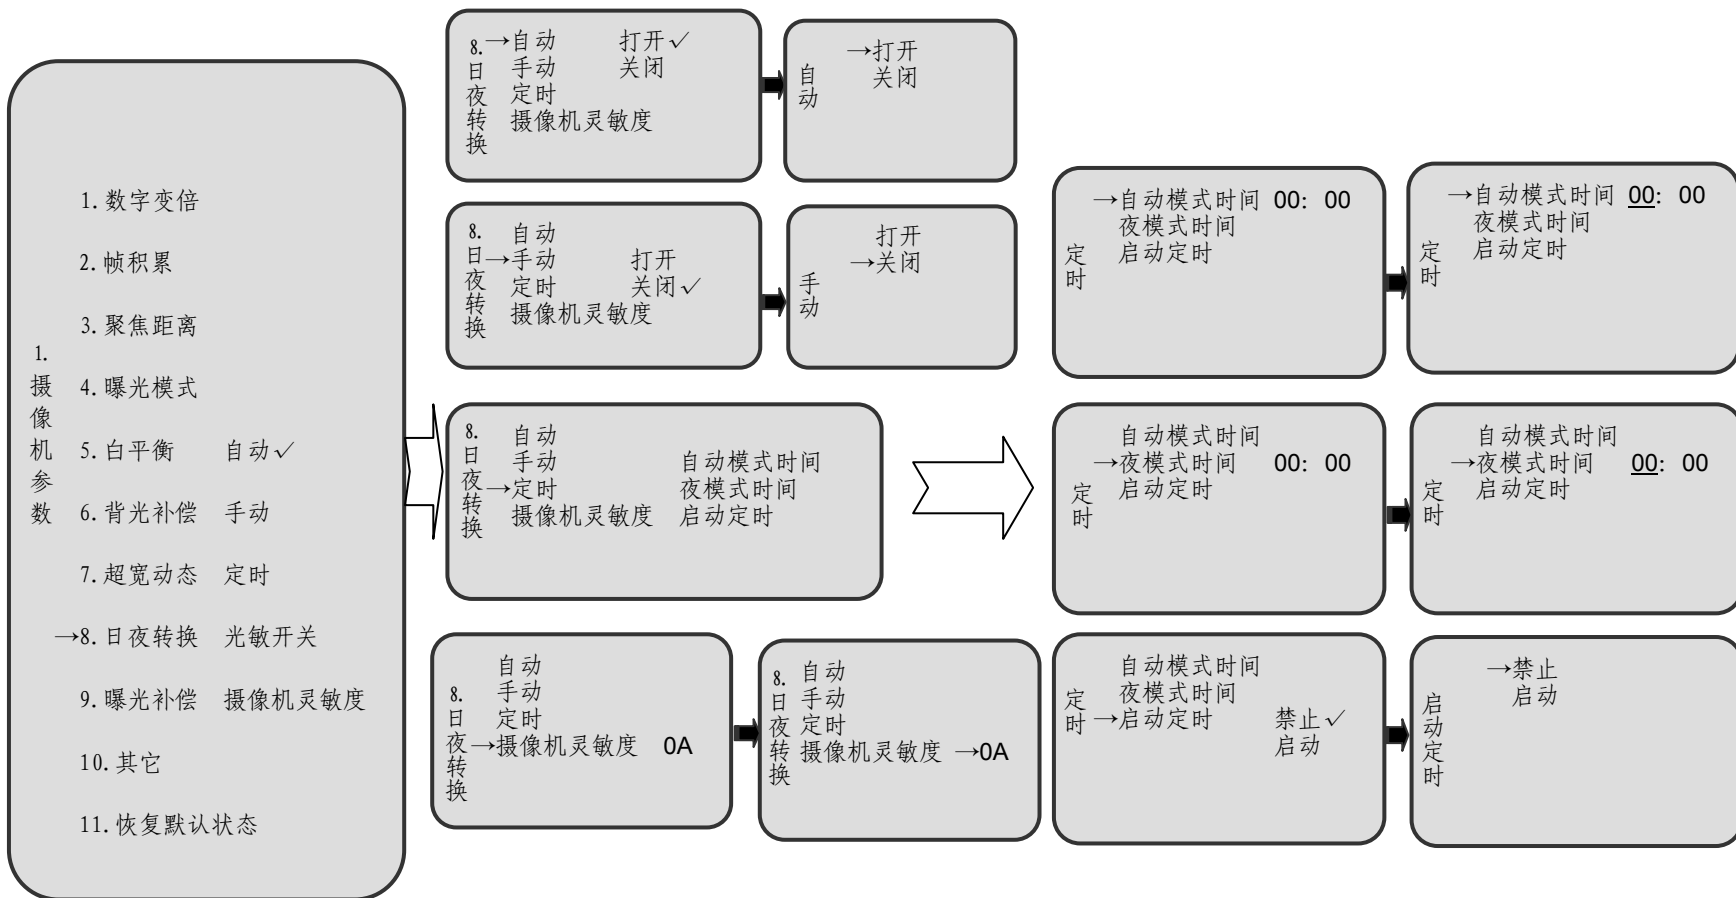 1.摄像机参数
1.数字变倍
2.帧积累
3.聚焦距离
4.曝光模式
5.白平衡 自动√
6.背光补偿 手动
7.超宽动态 定时
→8.日夜转换 光敏开关
9.曝光补偿 摄像机灵敏度
10.其它
11.恢复默认状态
8.日夜转换
→自动 打开√
手动 关闭
定时
摄像机灵敏度
自动
→打开
关闭
8.日夜转换
自动
→手动 打开
定时 关闭√
摄像机灵敏度
手动
打开
→关闭
8.日夜转换
自动
手动 自动模式时间
→定时 夜模式时间
摄像机灵敏度 启动定时
8.日夜转换
自动
手动
定时
→摄像机灵敏度 0A
8.日夜转换
自动
手动
定时
摄像机灵敏度 →0A
定时
→自动模式时间 00: 00
夜模式时间
启动定时
定时
→自动模式时间 00: 00
夜模式时间
启动定时
定时
自动模式时间
→夜模式时间 00: 00
启动定时
定时
自动模式时间
→夜模式时间 00: 00
启动定时
定时
自动模式时间
夜模式时间
→启动定时 禁止√
启动
启动定时
→禁止
启动